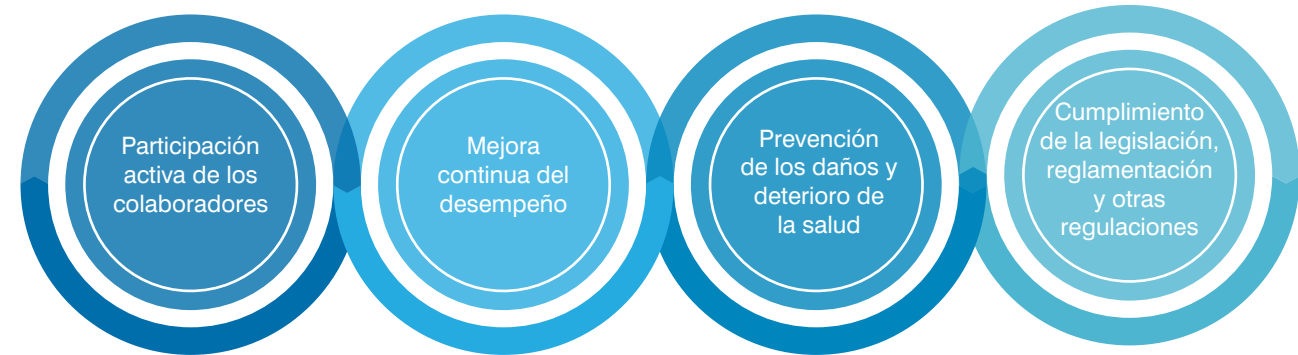 Participación
activa de los
colaboradores
Mejora
continua del
desempeño
Prevención
de los daños y
deterioro de
la salud
Cumplimiento
de la legislación,
reglamentación
y otras
regulaciones